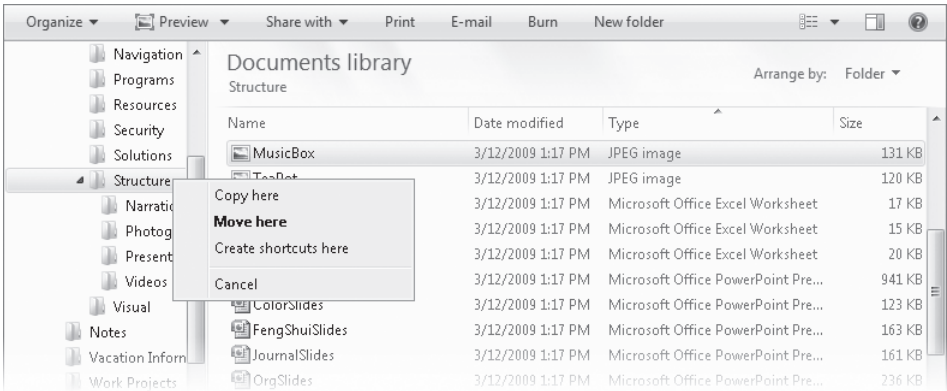 Organize Preview Share with Print E-mail Burn New folder
Navigation
Programs
Resources
Security
Solutions
Structure
Narratio
Photog
Present
Videos
Visual
Notes
Vacation Inforn
Work Projects
Documents library
Structure
Arrange by: Folder
Name Date modified Type Size
MusicBox 3/12/2009 1:17 PM JPEG image 131 KB
TeaPot 3/12/2009 1:17 PM JPEG image 120 KB
3/12/2009 1:17 PM Microsoft Office Excel Worksheet 17 KB
3/12/2009 1:17 PM Microsoft Office Excel Worksheet 15 KB
3/12/2009 1:17 PM Microsoft Office Excel Worksheet 20 KB
3/12/2009 1:17 PM Microsoft Office PowerPoint Pre... 941 KB
ColorSlides 3/12/2009 1:17 PM Microsoft Office PowerPoint Pre... 123 KB
FengShuiSlides 3/12/2009 1:17 PM Microsoft Office PowerPoint Pre... 163 KB
JournalSlides 3/12/2009 1:17 PM Microsoft Office PowerPoint Pre... 161 KB
OrgSlides 3/12/2009 1:17 PM Microsoft Office PowerPoint Pre... 236 KB
Copy here
Move here
Create shortcuts here
Cancel